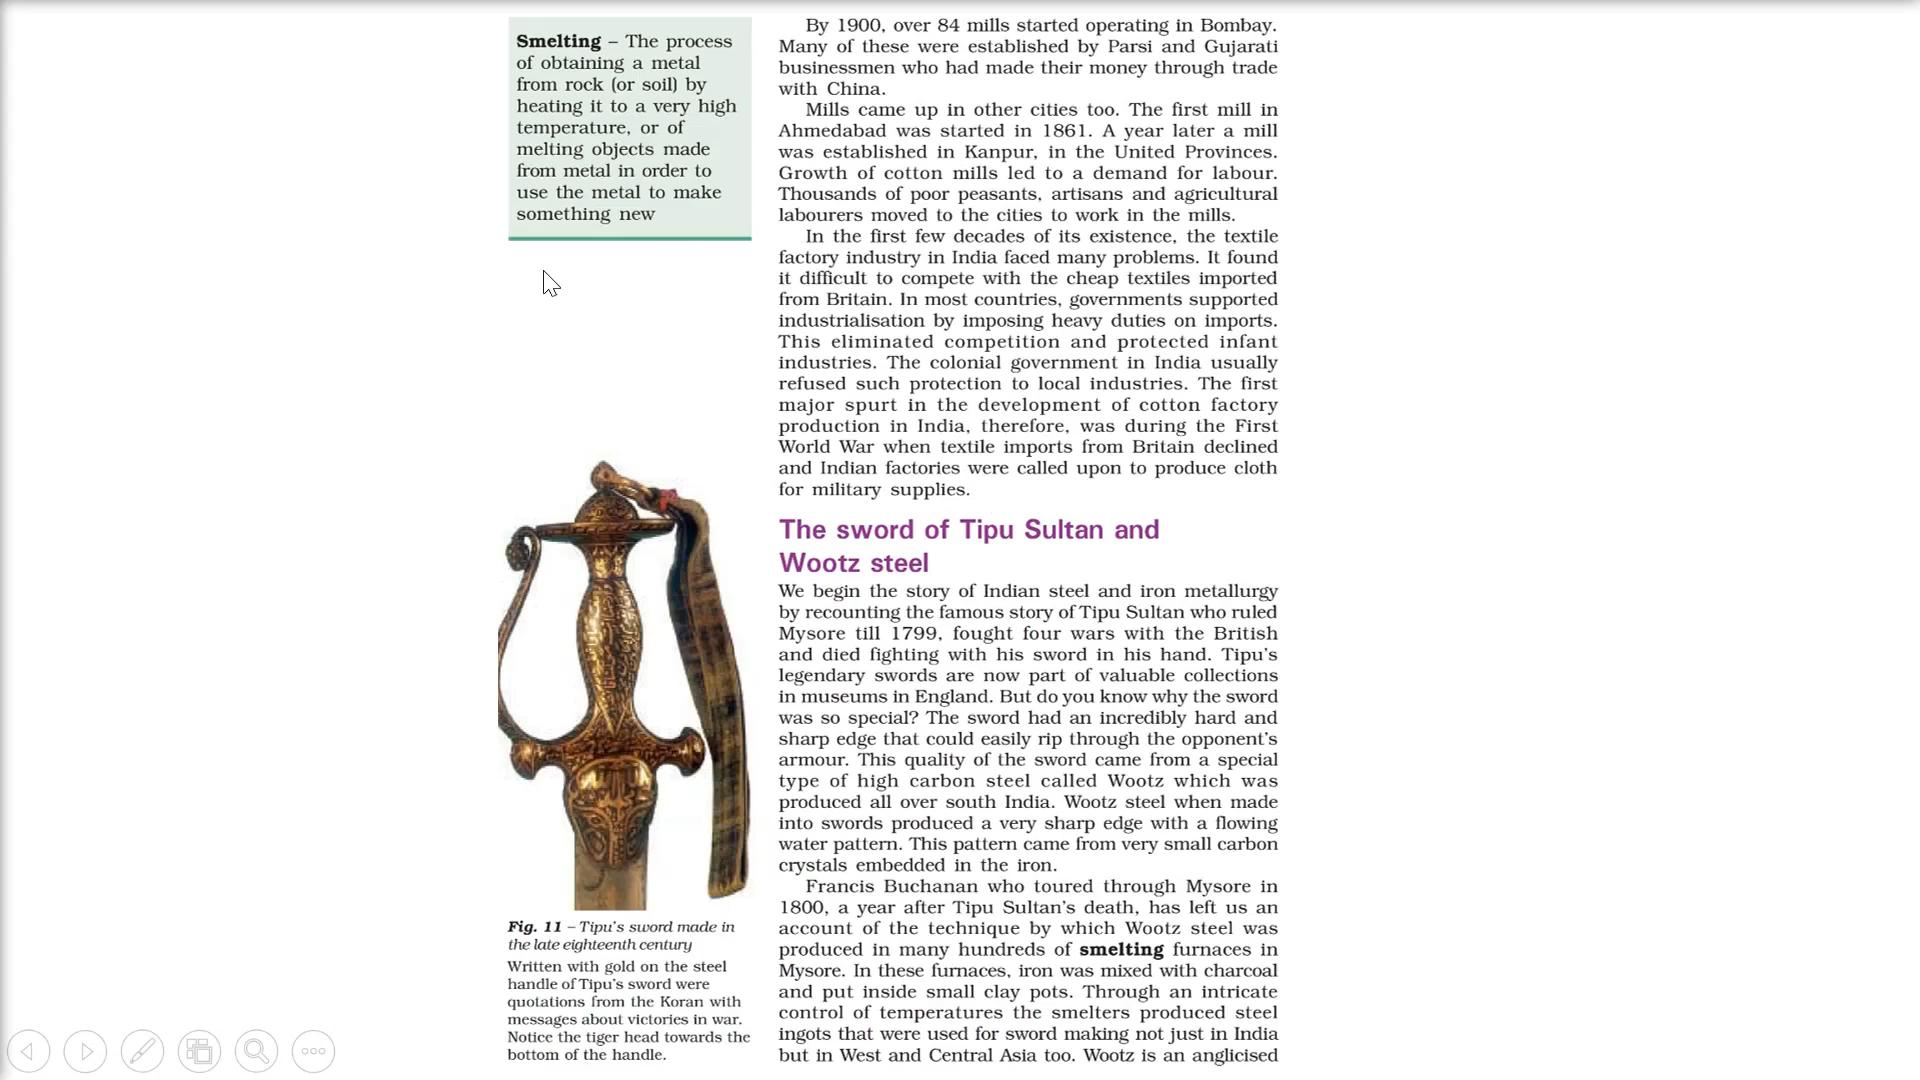 Smelting – The process
of obtaining a metal
from rock (or soil) by
heating it to a very high
temperature, or of
melting objects made
from metal in order to
use the metal to make
something new
By 1900, over 84 mills started operating in Bombay.
Many of these were established by Parsi and Gujarati
businessmen who had made their money through trade
with China.
Mills came up in other cities too. The first mill in
Ahmedabad was started in 1861. A year later a mill
was established in Kanpur, in the United Provinces.
Growth of cotton mills led to a demand for labour.
Thousands of poor peasants, artisans and agricultural
labourers moved to the cities to work in the mills.
In the first few decades of its existence, the textile
factory industry in India faced many problems. It found
it difficult to compete with the cheap textiles imported
from Britain. In most countries, governments supported
industrialisation by imposing heavy duties on imports.
This eliminated competition and protected infant
industries. The colonial government in India usually
refused such protection to local industries. The first
major spurt in the development of cotton factory
production in India, therefore, was during the First
World War when textile imports from Britain declined
and Indian factories were called upon to produce cloth
for military supplies.
The sword of Tipu Sultan and
Wootz steel
We begin the story of Indian steel and iron metallurgy
by recounting the famous story of Tipu Sultan who ruled
Mysore till 1799, fought four wars with the British
and died fighting with his sword in his hand. Tipu's
legendary swords are now part of valuable collections
in museums in England. But do you know why the sword
was so special? The sword had an incredibly hard and
sharp edge that could easily rip through the opponent's
armour. This quality of the sword came from a special
type of high carbon steel called Wootz which was
produced all over south India. Wootz steel when made
into swords produced a very sharp edge with a flowing
water pattern. This pattern came from very small carbon
crystals embedded in the iron.
Francis Buchanan who toured through Mysore in
1800, a year after Tipu Sultan's death, has left us an
account of the technique by which Wootz steel was
produced in many hundreds of smelting furnaces in
Mysore. In these furnaces, iron was mixed with charcoal
and put inside small clay pots. Through an intricate
control of temperatures the smelters produced steel
ingots that were used for sword making not just in India
but in West and Central Asia too. Wootz is an anglicised
Fig. 11 – Tipu's sword made in
the late eighteenth century
Written with gold on the steel
handle of Tipu's sword were
quotations from the Koran with
messages about victories in war.
Notice the tiger head towards the
bottom of the handle.